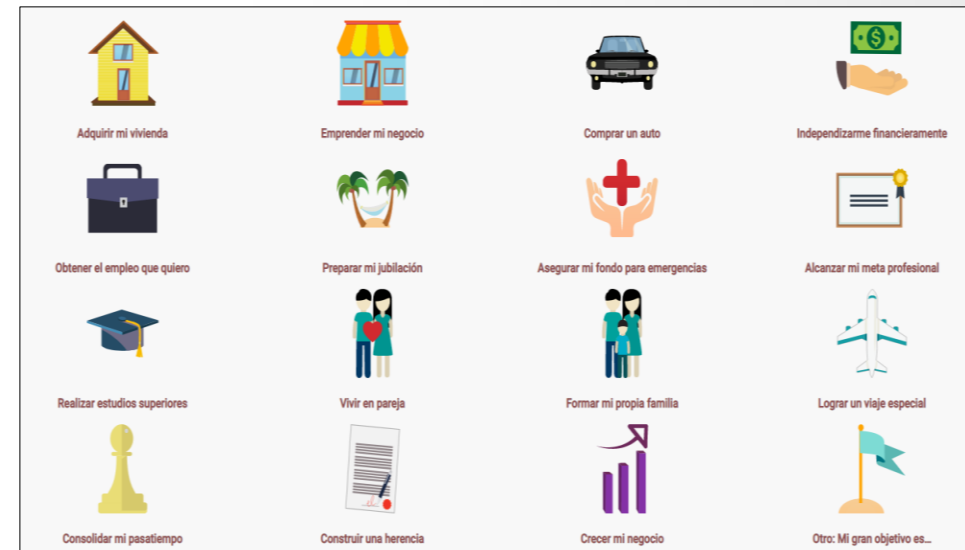 Adquirir mi vivienda
Emprender mi negocio
Comprar un auto
Independizarme financieramente
Obtener el empleo que quiero
Preparar mi jubilación
Asegurar mi fondo para emergencias
Alcanzar mi meta profesional
Realizar estudios superiores
Vivir en pareja
Formar mi propia familia
Lograr un viaje especial
Consolidar mi pasatiempo
Construir una herencia
Crecer mi negocio
Otro: Mi gran objetivo es...